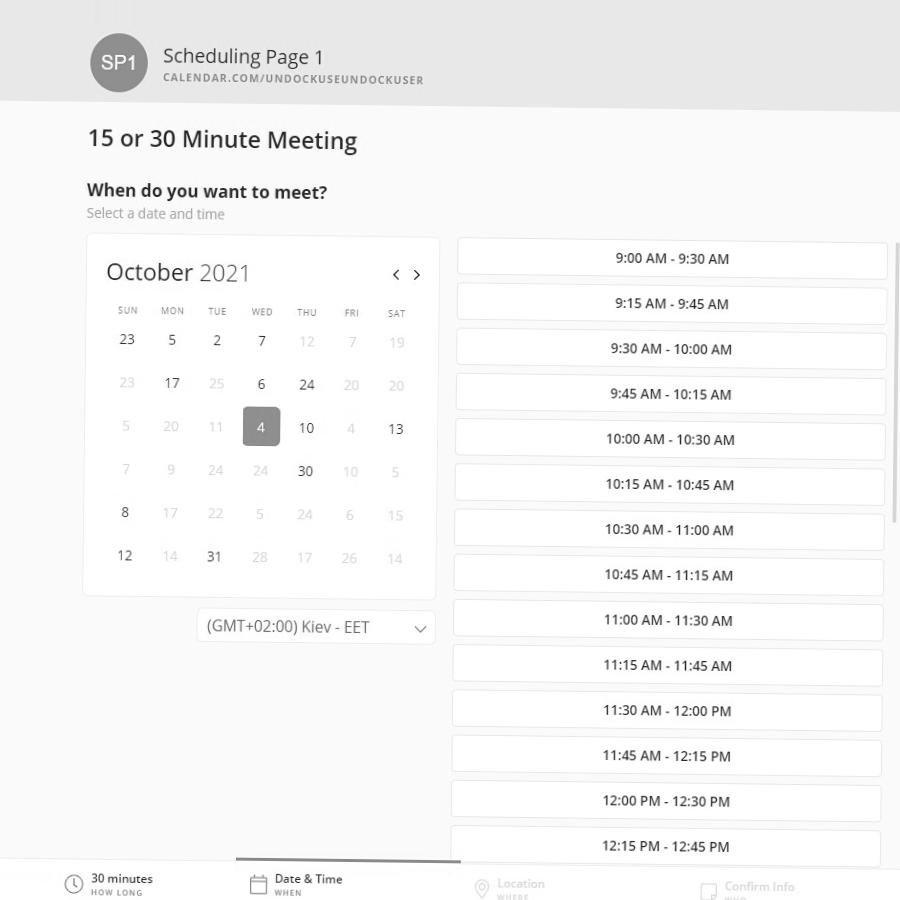 SP1
Scheduling Page 1
CALENDAR.COM/UNDOCKUSEUNDOCKUSER
15 or 30 Minute Meeting
When do you want to meet?
Select a date and time
October 2021
SUN MON TUE WED THU FRI SAT
23 5 2 7 12 7 19
23 17 25 6 24 20 20
5 20 11 4 10 4 13
7 9 24 24 30 10 5
8 17 22 5 24 6 15
12 14 31 28 17 26 14
(GMT+02:00) Kiev - EET
9:00 AM - 9:30 AM
9:15 AM - 9:45 AM
9:30 AM - 10:00 AM
9:45 AM - 10:15 AM
10:00 AM - 10:30 AM
10:15 AM - 10:45 AM
10:30 AM - 11:00 AM
10:45 AM - 11:15 AM
11:00 AM - 11:30 AM
11:15 AM - 11:45 AM
11:30 AM - 12:00 PM
11:45 AM - 12:15 PM
12:00 PM - 12:30 PM
12:15 PM - 12:45 PM
30 minutes
HOW LONG
Date & Time
WHEN
Location
WHERE
Confirm Info
WHO